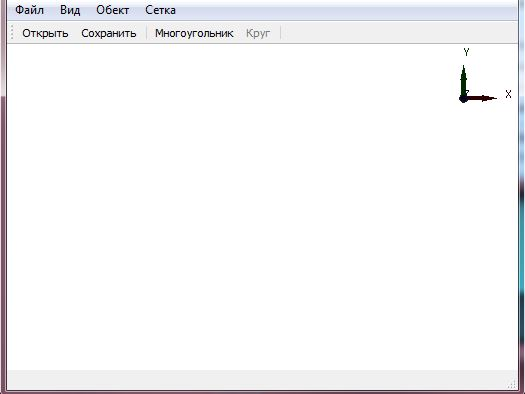 Файл Вид Обект Сетка
Открыть Сохранить Многоугольник Круг
Y
Z X